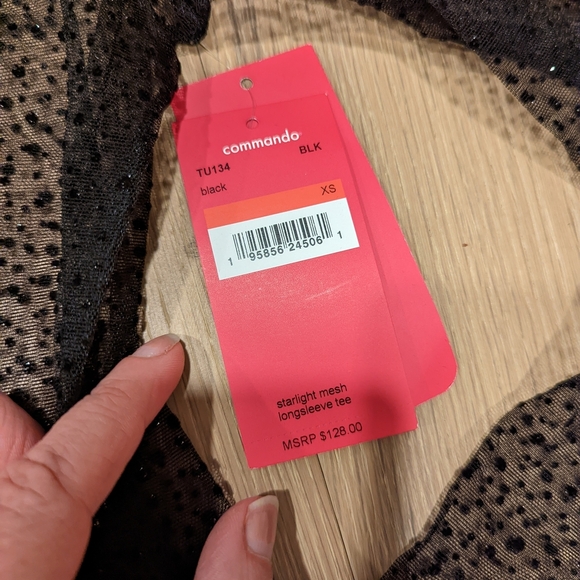 commando
TU134 BLK
black
XS
1 95856 24506 1
starlight mesh
longsleeve tee
MSRP $128.00